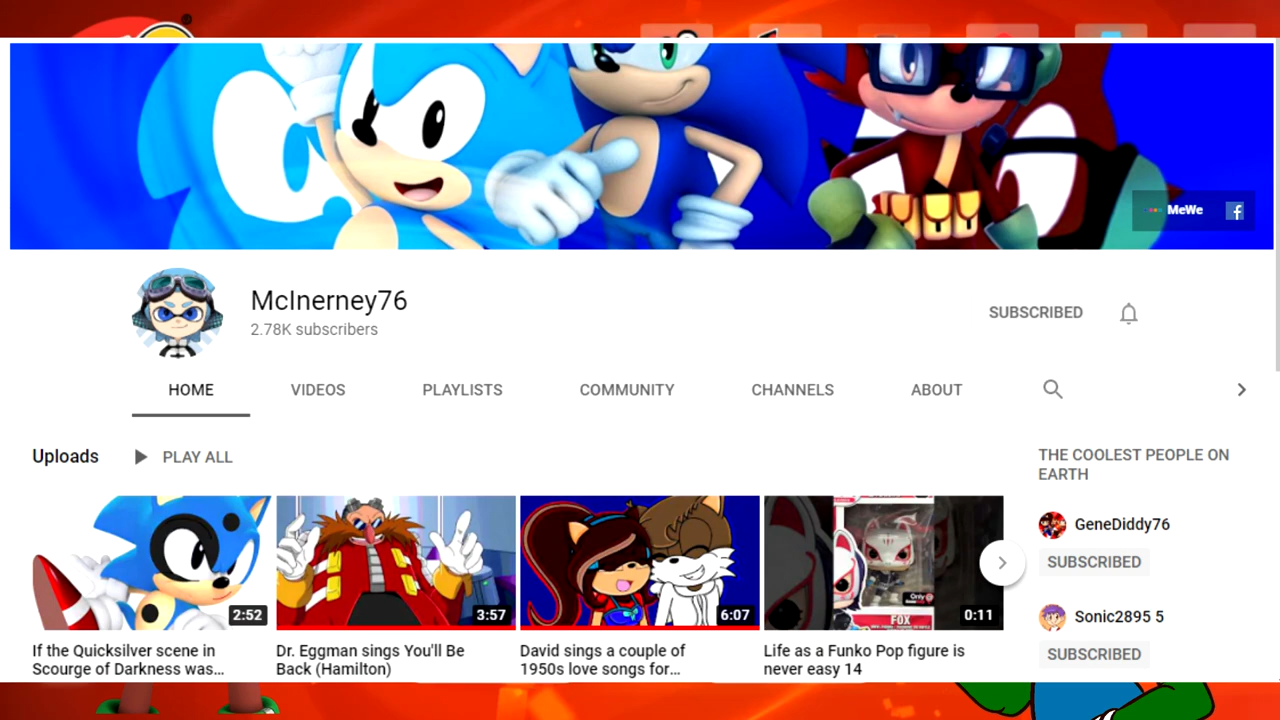 ®
MeWe
McInerney76
2.78K subscribers
SUBSCRIBED
HOME VIDEOS PLAYLISTS COMMUNITY CHANNELS ABOUT
Uploads PLAY ALL
2:52
3:57
6:07
0:11
Only @
FOX
If the Quicksilver scene in
Scourge of Darkness was...
Dr. Eggman sings You'll Be
Back (Hamilton)
David sings a couple of
1950s love songs for...
Life as a Funko Pop figure is
never easy 14
THE COOLEST PEOPLE ON
EARTH
GeneDiddy76
SUBSCRIBED
Sonic2895 5
SUBSCRIBED